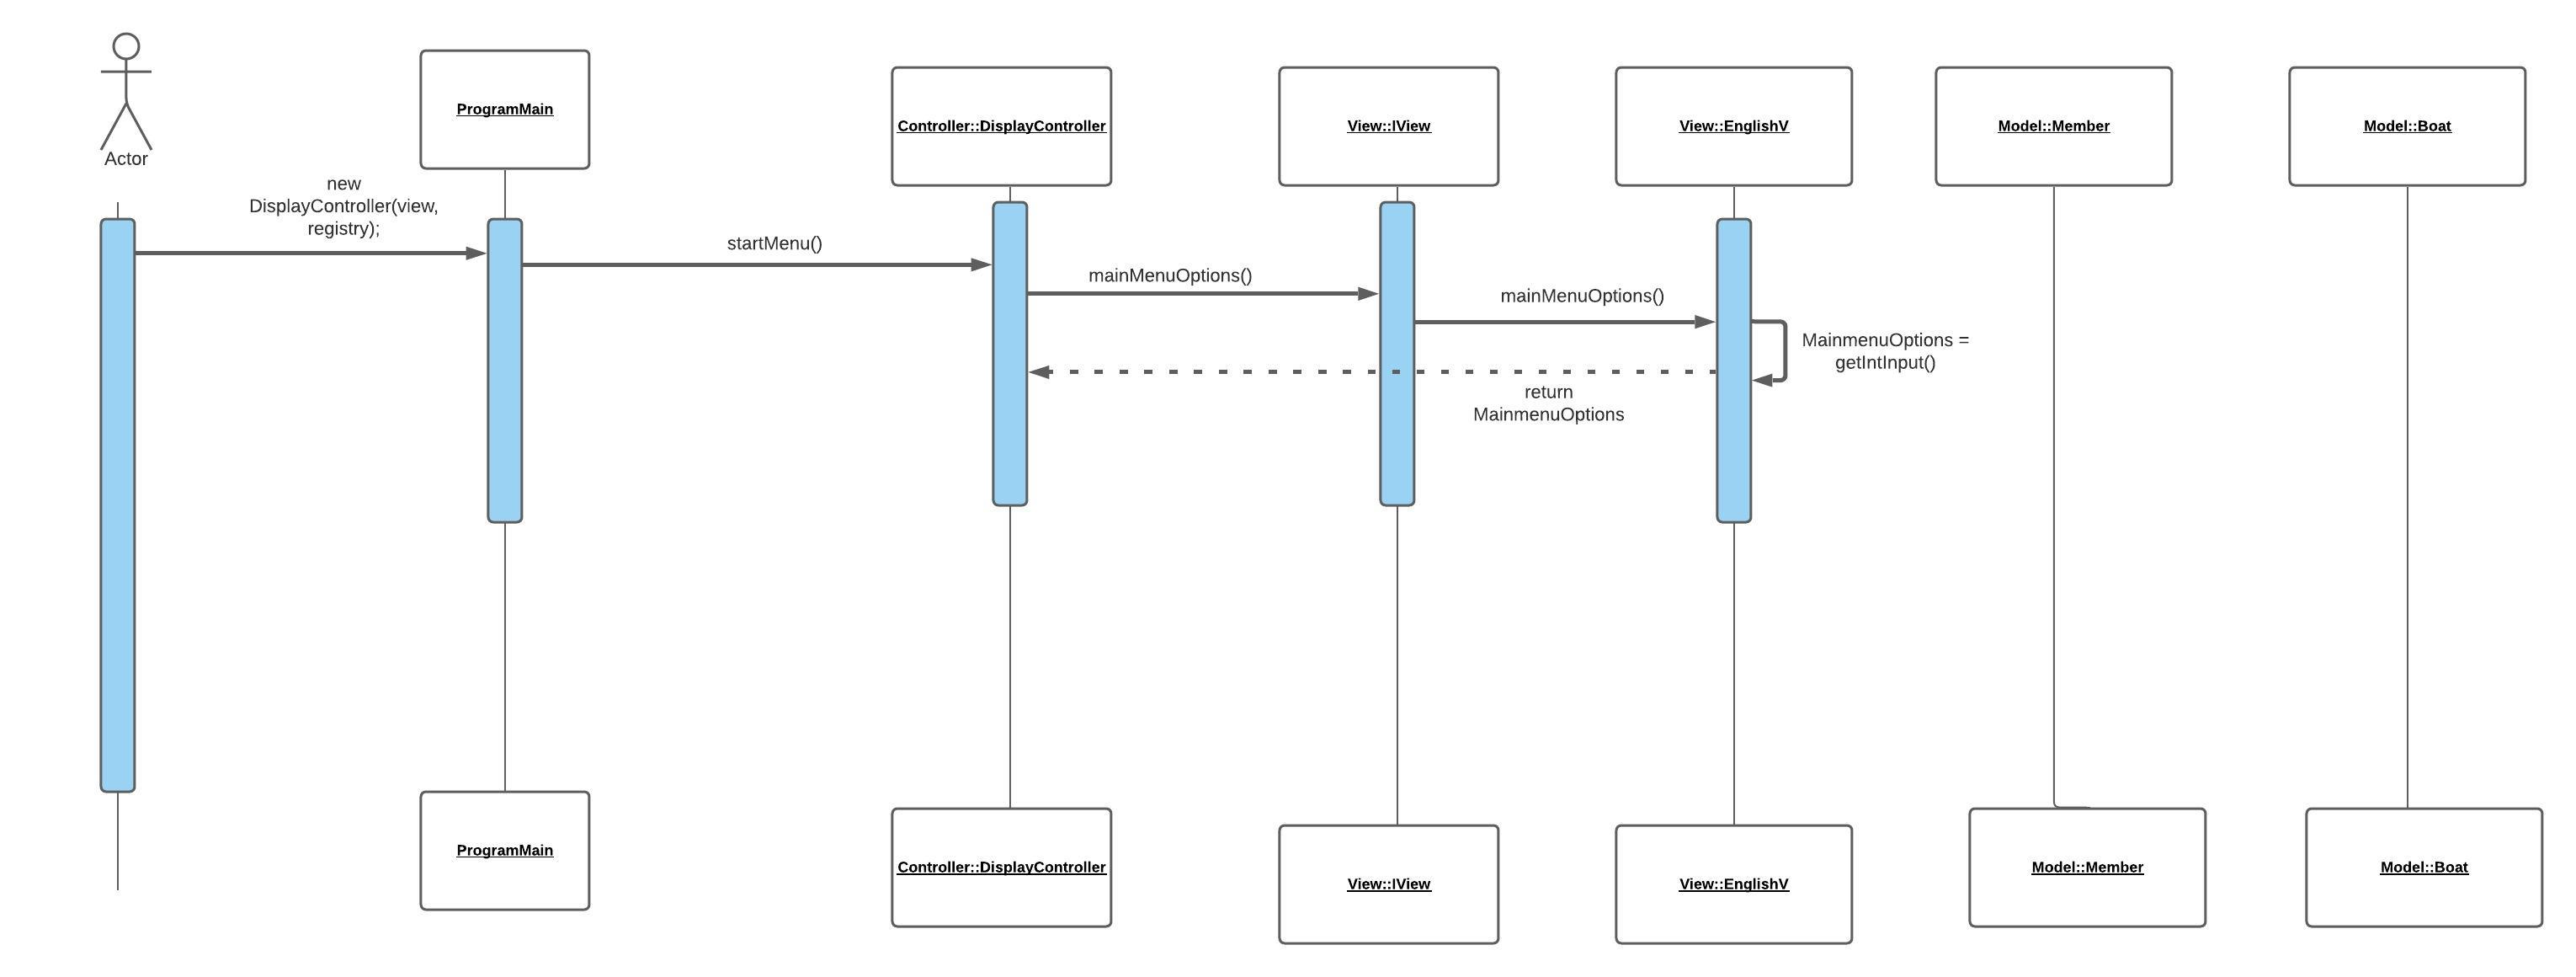 Actor
ProgramMain
Controller::DisplayController
View::IView
View::EnglishV
Model::Member
Model::Boat
new
DisplayController(view,
registry);
startMenu()
mainMenuOptions()
mainMenuOptions()
MainmenuOptions =
getIntInput()
return
MainmenuOptions
ProgramMain
Controller::DisplayController
View::IView
View::EnglishV
Model::Member
Model::Boat